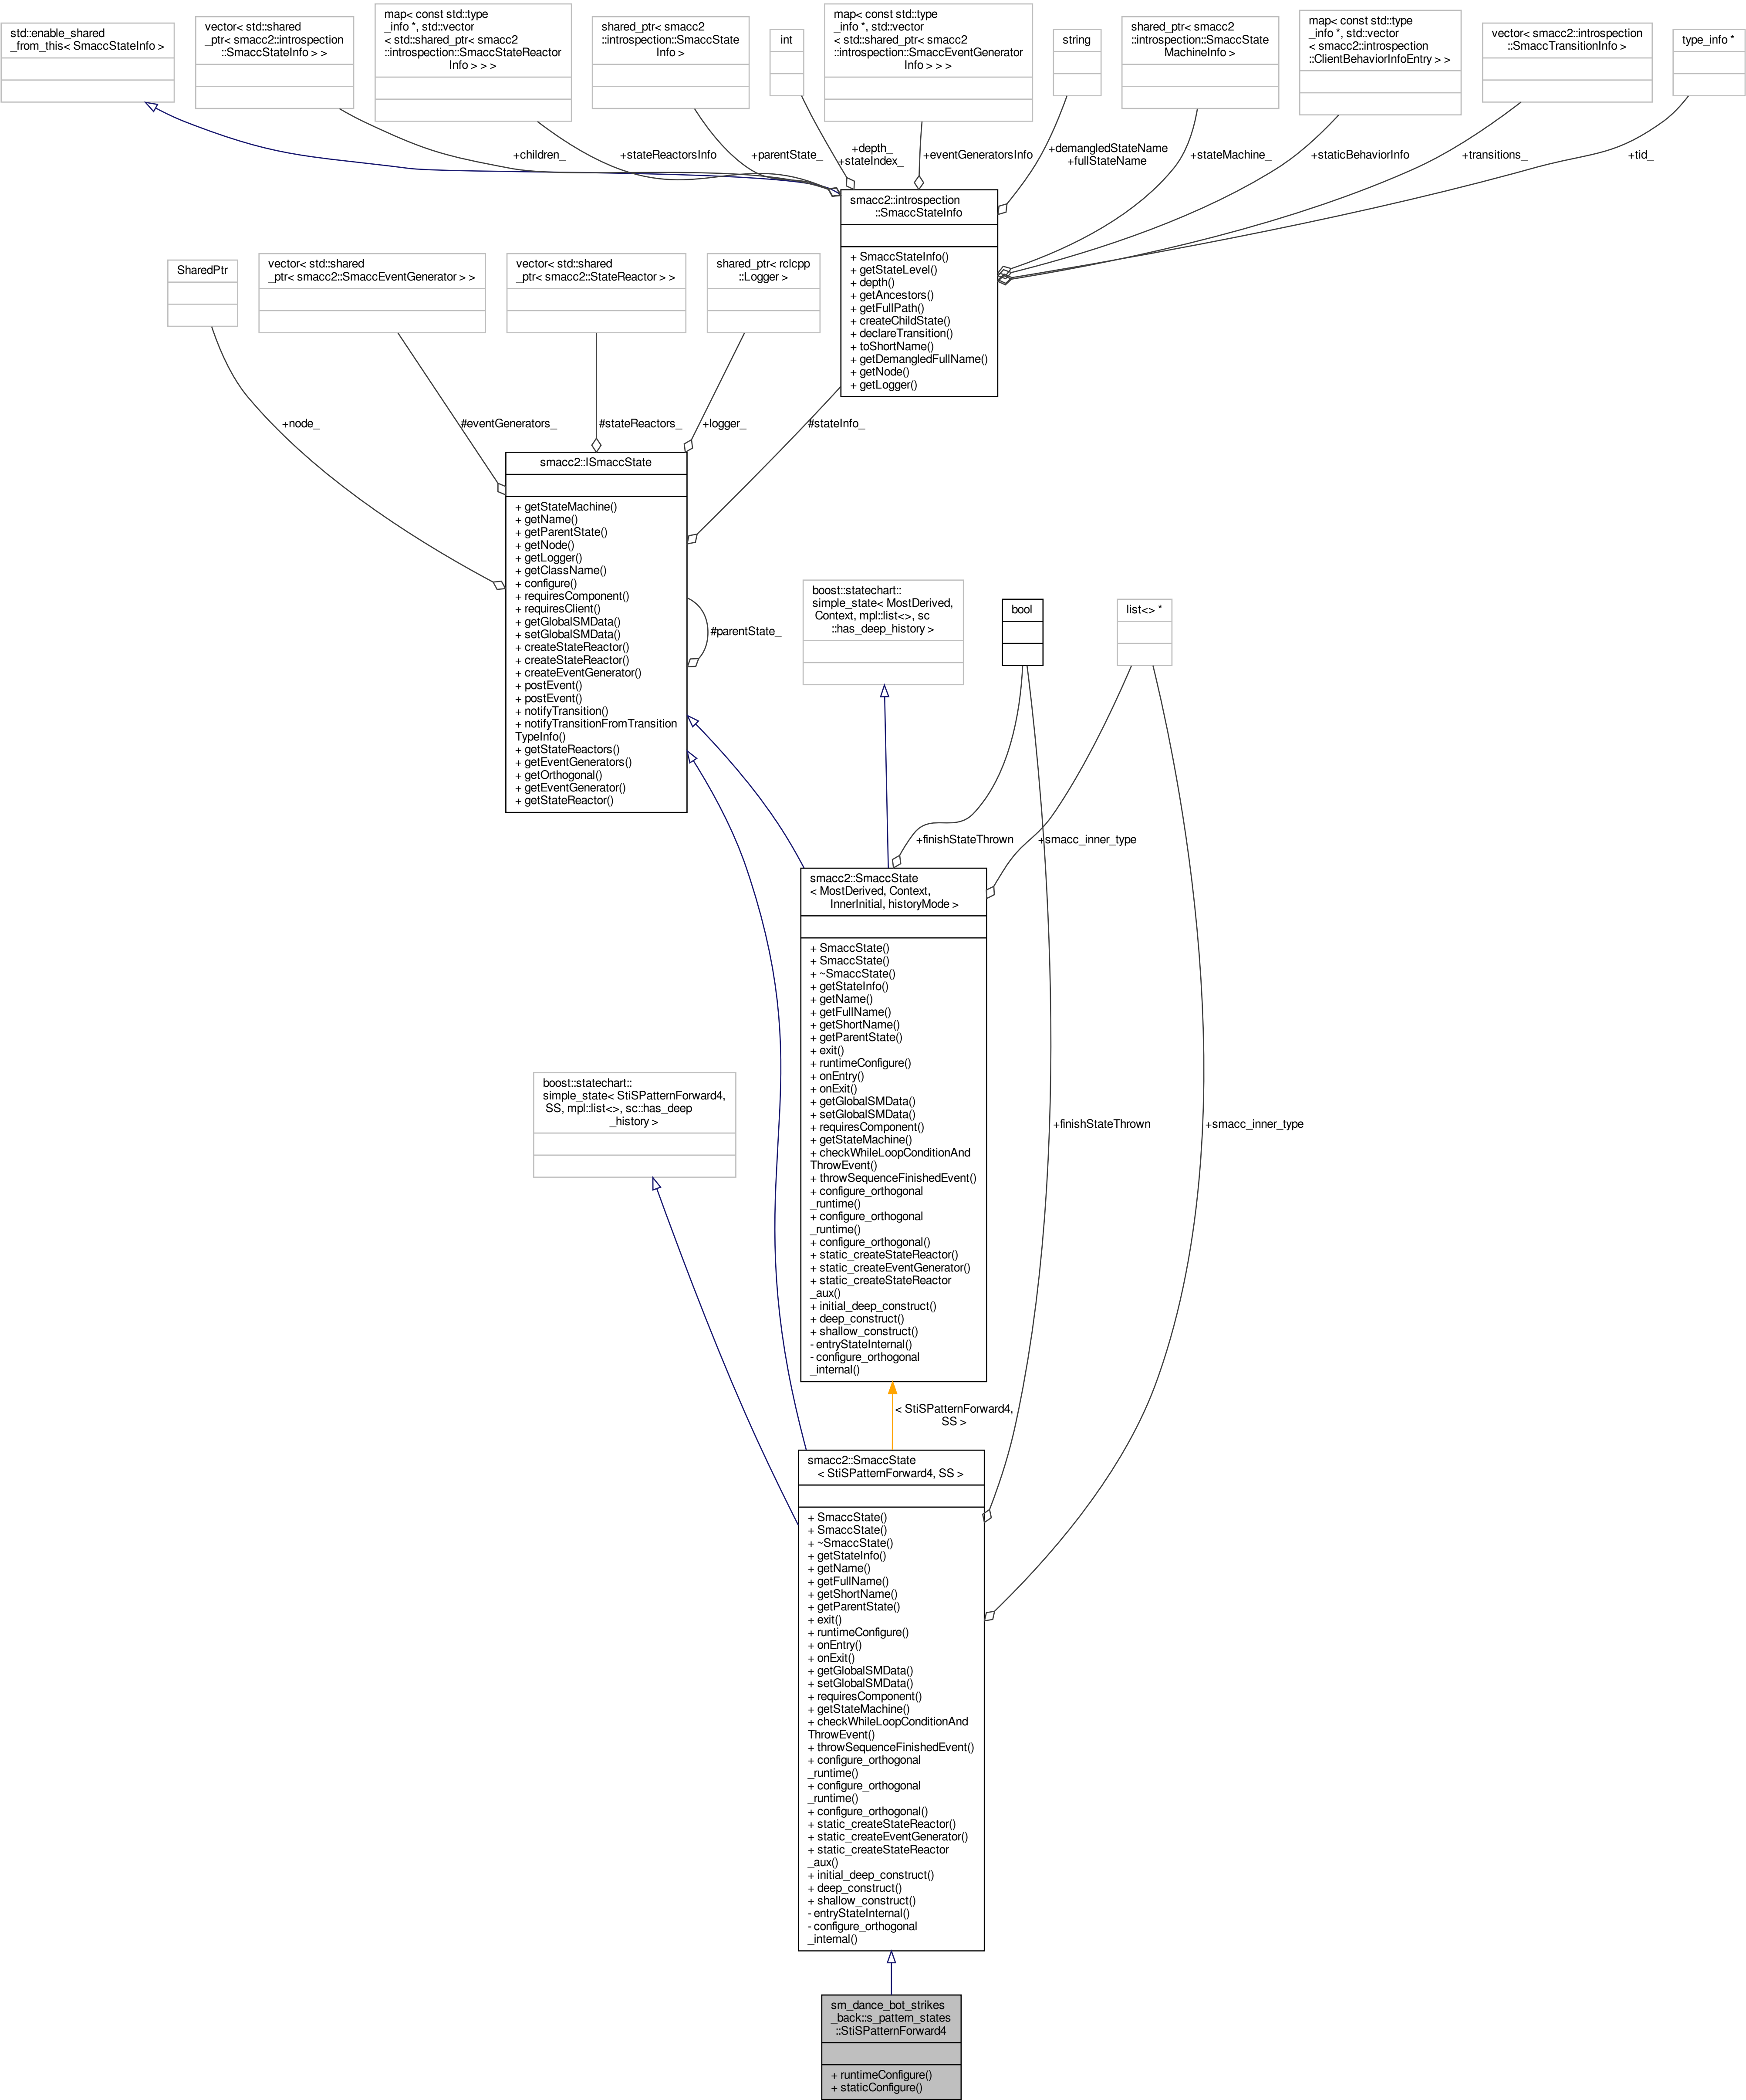 std::enable_shared
_from_this< SmaccStateInfo >
vector< std::shared
_ptr< smacc2::introspection
::SmaccStateInfo > >
map< const std::type
_info *, std::vector
< std::shared_ptr< smacc2
::introspection::SmaccStateReactor
Info > > >
shared_ptr< smacc2
::introspection::SmaccState
Info >
int
map< const std::type
_info *, std::vector
< std::shared_ptr< smacc2
::introspection::SmaccEventGenerator
Info > > >
string
shared_ptr< smacc2
::introspection::SmaccState
MachineInfo >
map< const std::type
_info *, std::vector
< smacc2::introspection
::ClientBehaviorInfoEntry > >
vector< smacc2::introspection
::SmaccTransitionInfo >
type_info *
+children_
+stateReactorsInfo
+parentState_
+depth_
+stateIndex_
+eventGeneratorsInfo
+demangledStateName
+fullStateName
+stateMachine_
+staticBehaviorInfo
+transitions_
+tid_
smacc2::introspection
::SmaccStateInfo
+ SmaccStateInfo()
+ getStateLevel()
+ depth()
+ getAncestors()
+ getFullPath()
+ createChildState()
+ declareTransition()
+ toShortName()
+ getDemangledFullName()
+ getNode()
+ getLogger()
SharedPtr
vector< std::shared
_ptr< smacc2::SmaccEventGenerator > >
vector< std::shared
_ptr< smacc2::StateReactor > >
shared_ptr< rclcpp
::Logger >
+node_
#eventGenerators_
#stateReactors_
+logger_
#stateInfo_
smacc2::ISmaccState
+ getStateMachine()
+ getName()
+ getParentState()
+ getNode()
+ getLogger()
+ getClassName()
+ configure()
+ requiresComponent()
+ requiresClient()
+ getGlobalSMData()
+ setGlobalSMData()
+ createStateReactor()
+ createStateReactor()
+ createEventGenerator()
+ postEvent()
+ postEvent()
+ notifyTransition()
+ notifyTransitionFromTransition
TypeInfo()
+ getStateReactors()
+ getEventGenerators()
+ getOrthogonal()
+ getEventGenerator()
+ getStateReactor()
#parentState_
boost::statechart::
simple_state< MostDerived,
Context, mpl::list<>, sc
::has_deep_history >
bool
list<> *
+finishStateThrown
+smacc_inner_type
smacc2::SmaccState
< MostDerived, Context,
InnerInitial, historyMode >
+ SmaccState()
+ SmaccState()
+ ~SmaccState()
+ getStateInfo()
+ getName()
+ getFullName()
+ getShortName()
+ getParentState()
+ exit()
+ runtimeConfigure()
+ onEntry()
+ onExit()
+ getGlobalSMData()
+ setGlobalSMData()
+ requiresComponent()
+ getStateMachine()
+ checkWhileLoopConditionAnd
ThrowEvent()
+ throwSequenceFinishedEvent()
+ configure_orthogonal
_runtime()
+ configure_orthogonal
_runtime()
+ configure_orthogonal()
+ static_createStateReactor()
+ static_createEventGenerator()
+ static_createStateReactor
_aux()
+ initial_deep_construct()
+ deep_construct()
+ shallow_construct()
- entryStateInternal()
- configure_orthogonal
_internal()
boost::statechart::
simple_state< StiSPatternForward4,
SS, mpl::list<>, sc::has_deep
_history >
+finishStateThrown
+smacc_inner_type
< StiSPatternForward4,
SS >
smacc2::SmaccState
< StiSPatternForward4, SS >
+ SmaccState()
+ SmaccState()
+ ~SmaccState()
+ getStateInfo()
+ getName()
+ getFullName()
+ getShortName()
+ getParentState()
+ exit()
+ runtimeConfigure()
+ onEntry()
+ onExit()
+ getGlobalSMData()
+ setGlobalSMData()
+ requiresComponent()
+ getStateMachine()
+ checkWhileLoopConditionAnd
ThrowEvent()
+ throwSequenceFinishedEvent()
+ configure_orthogonal
_runtime()
+ configure_orthogonal
_runtime()
+ configure_orthogonal()
+ static_createStateReactor()
+ static_createEventGenerator()
+ static_createStateReactor
_aux()
+ initial_deep_construct()
+ deep_construct()
+ shallow_construct()
- entryStateInternal()
- configure_orthogonal
_internal()
sm_dance_bot_strikes
_back::s_pattern_states
::StiSPatternForward4
+ runtimeConfigure()
+ staticConfigure()